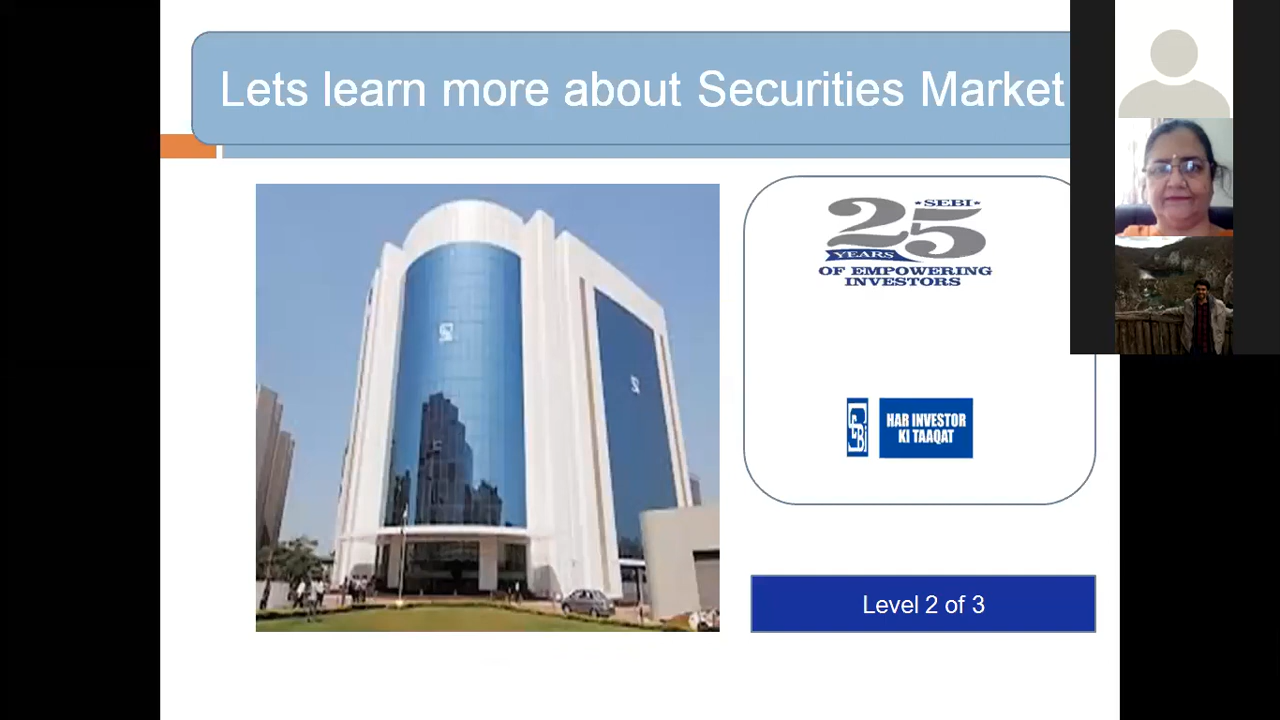 Lets learn more about Securities Market
SEBI
25
YEARS
OF EMPOWERING
INVESTORS
SEBI
HAR INVESTOR
KI TAAQAT
Level 2 of 3